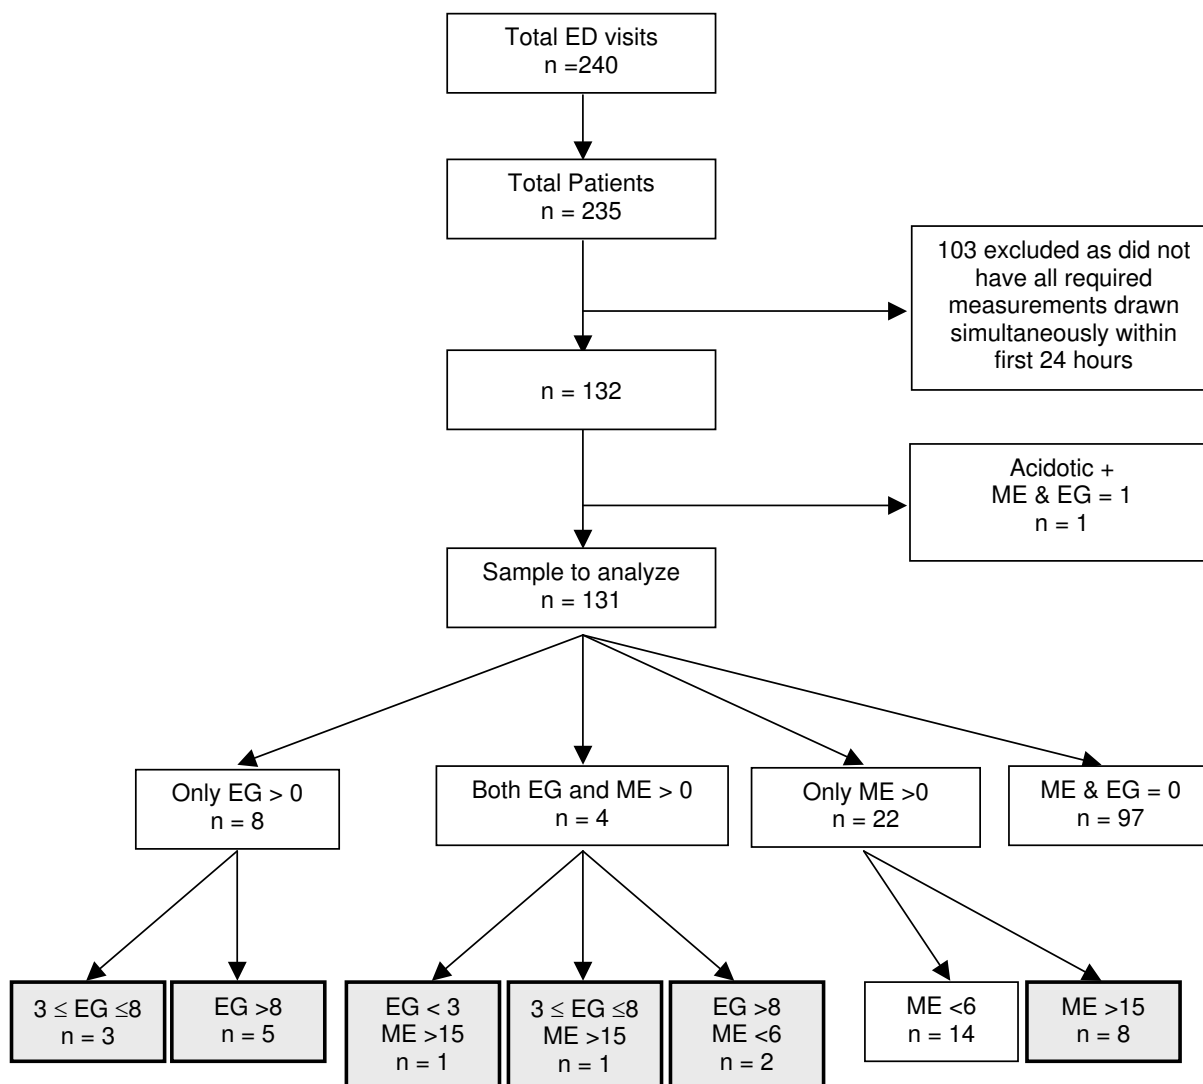 Total ED visits
n =240
Total Patients
n = 235
103 excluded as did not
have all required
measurements drawn
simultaneously within
first 24 hours
n = 132
Acidotic +
ME & EG = 1
n = 1
Sample to analyze
n = 131
Only EG > 0
n = 8
Both EG and ME > 0
n = 4
Only ME >0
n = 22
ME & EG = 0
n = 97
3 ≤ EG ≤8
n = 3
EG >8
n = 5
EG < 3
ME >15
n = 1
3 ≤ EG ≤8
ME >15
n = 1
EG >8
ME <6
n = 2
ME <6
n = 14
ME >15
n = 8